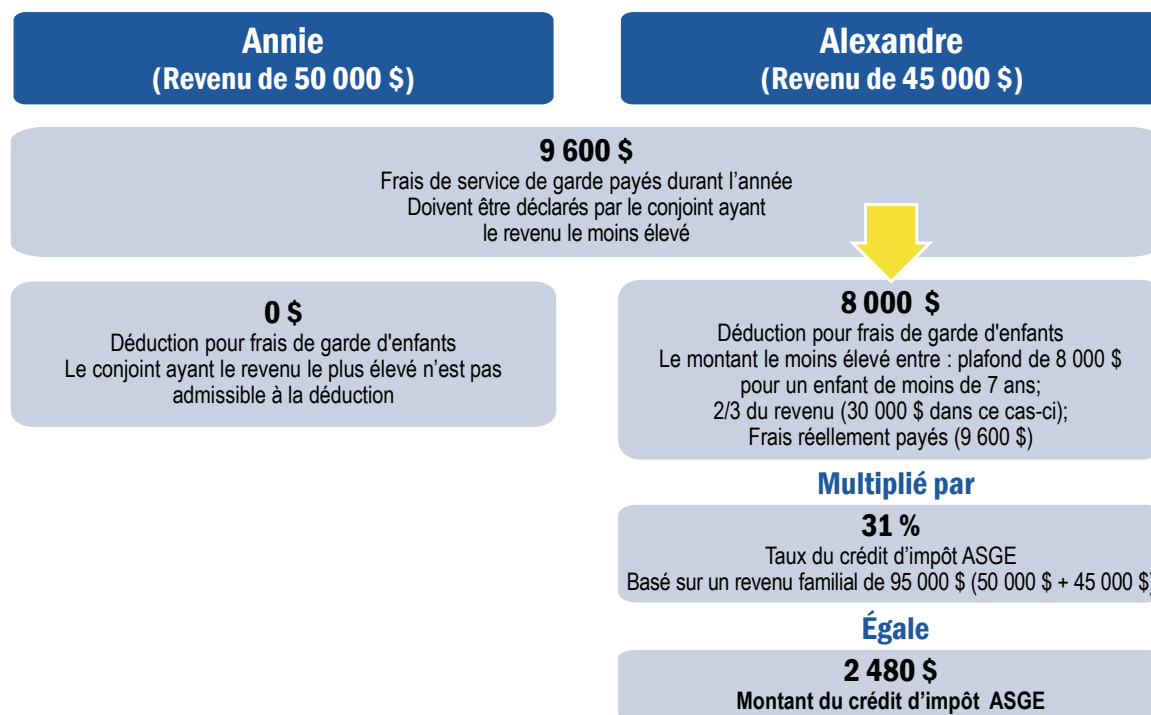 Annie
(Revenu de 50 000 $)
Alexandre
(Revenu de 45 000 $)
9 600 $
Frais de service de garde payés durant l’année
Doivent être déclarés par le conjoint ayant
le revenu le moins élevé
0 $
Déduction pour frais de garde d'enfants
Le conjoint ayant le revenu le plus élevé n’est pas
admissible à la déduction
8 000 $
Déduction pour frais de garde d'enfants
Le montant le moins élevé entre : plafond de 8 000 $
pour un enfant de moins de 7 ans;
2/3 du revenu (30 000 $ dans ce cas-ci);
Frais réellement payés (9 600 $)
Multiplié par
31 %
Taux du crédit d’impôt ASGE
Basé sur un revenu familial de 95 000 $ (50 000 $ + 45 000 $)
Égale
2 480 $
Montant du crédit d’impôt ASGE